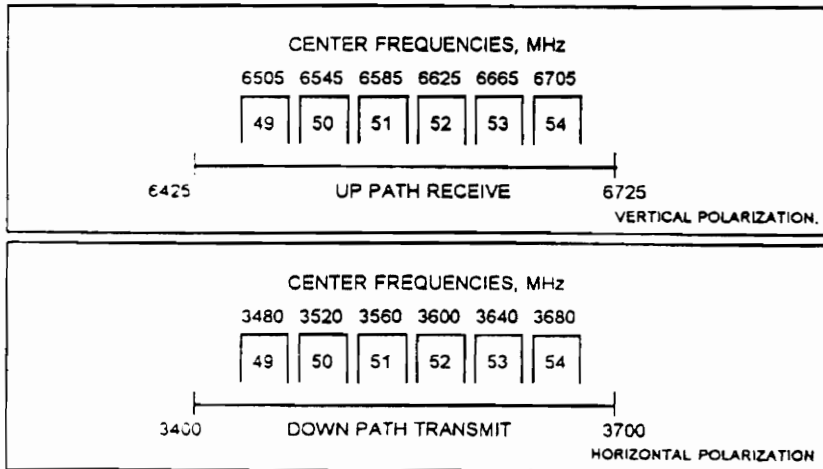 CENTER FREQUENCIES, MHz
6505 6545 6585 6625 6665 6705
49 50 51 52 53 54
6425 UP PATH RECEIVE 6725
VERTICAL POLARIZATION.
CENTER FREQUENCIES, MHz
3480 3520 3560 3600 3640 3680
49 50 51 52 53 54
3400 DOWN PATH TRANSMIT 3700
HORIZONTAL POLARIZATION